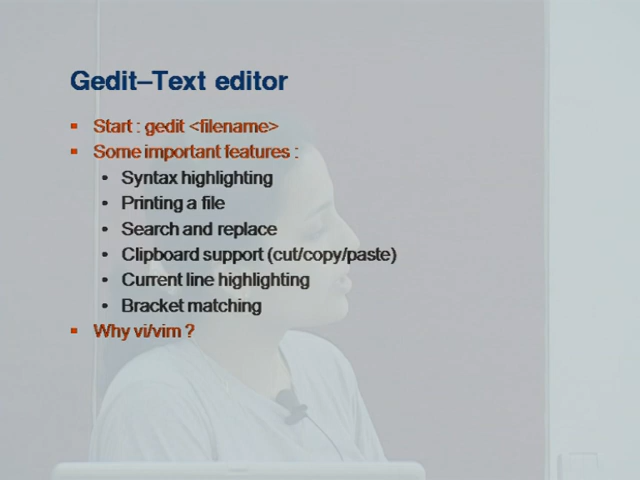 Gedit–Text editor
Start : gedit <filename>
Some important features :
Syntax highlighting
Printing a file
Search and replace
Clipboard support (cut/copy/paste)
Current line highlighting
Bracket matching
Why vi/vim ?